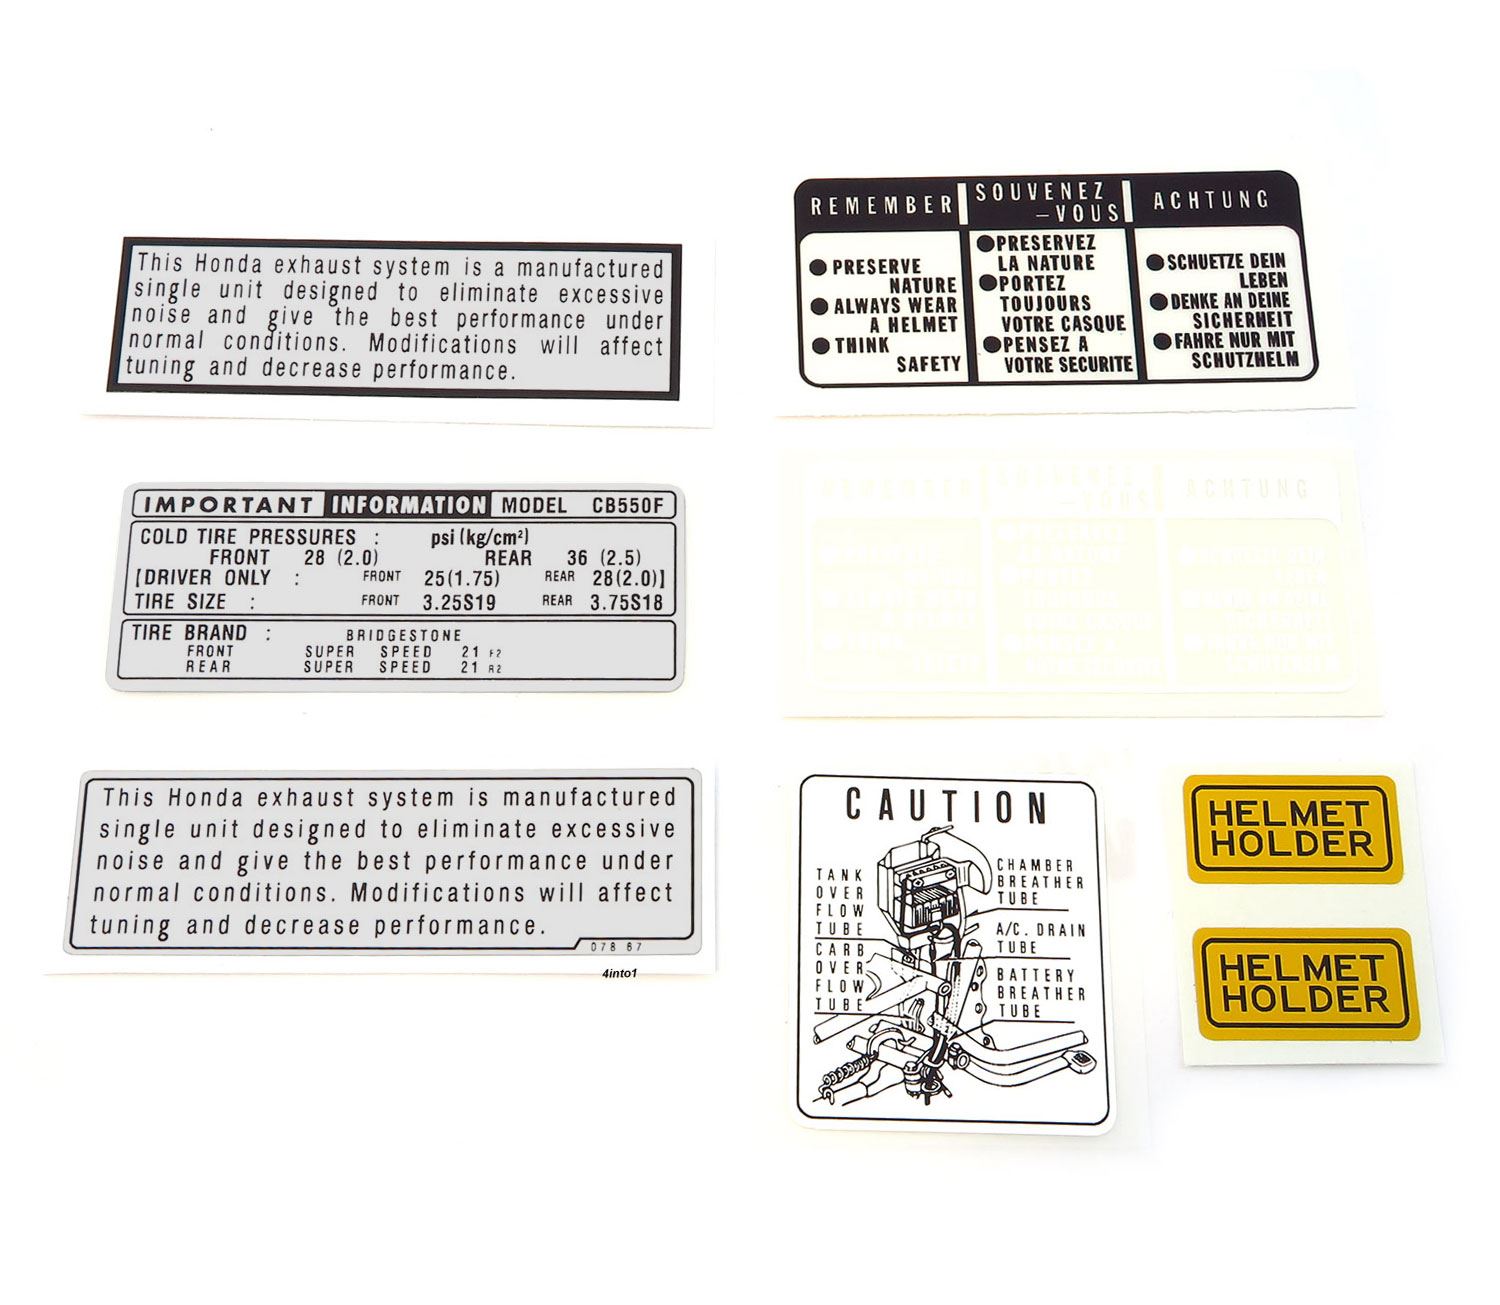 This Honda exhaust system is a manufactured
single unit designed to eliminate excessive
noise and give the best performance under
normal conditions. Modifications will affect
tuning and decrease performance.
IMPORTANT INFORMATION MODEL CB550F
COLD TIRE PRESSURES : psi (kg/cm²)
FRONT 28 (2.0) REAR 36 (2.5)
[DRIVER ONLY : FRONT 25(1.75) REAR 28(2.0)]
TIRE SIZE : FRONT 3.25S19 REAR 3.75S18
TIRE BRAND : BRIDGESTONE
FRONT SUPER SPEED 21 F2
REAR SUPER SPEED 21 R2
This Honda exhaust system is manufactured
single unit designed to eliminate excessive
noise and give the best performance under
normal conditions. Modifications will affect
tuning and decrease performance.
078 67
4into1
REMEMBER
●PRESERVE
NATURE
●ALWAYS WEAR
A HELMET
●THINK
SAFETY
SOUVENEZ
–VOUS
●PRESERVEZ
LA NATURE
●PORTEZ
TOUJOURS
VOTRE CASQUE
●PENSEZ A
VOTRE SECURITE
ACHTUNG
●SCHUETZE DEIN
LEBEN
●DENKE AN DEINE
SICHERHEIT
●FAHRE NUR MIT
SCHUTZHELM
REMEMBER
SOUVENEZ
–VOUS
ACHTUNG
CAUTION
TANK
OVER
FLOW
TUBE
CARB
OVER
FLOW
TUBE
CHAMBER
BREATHER
TUBE
A/C. DRAIN
TUBE
BATTERY
BREATHER
TUBE
HELMET
HOLDER
HELMET
HOLDER